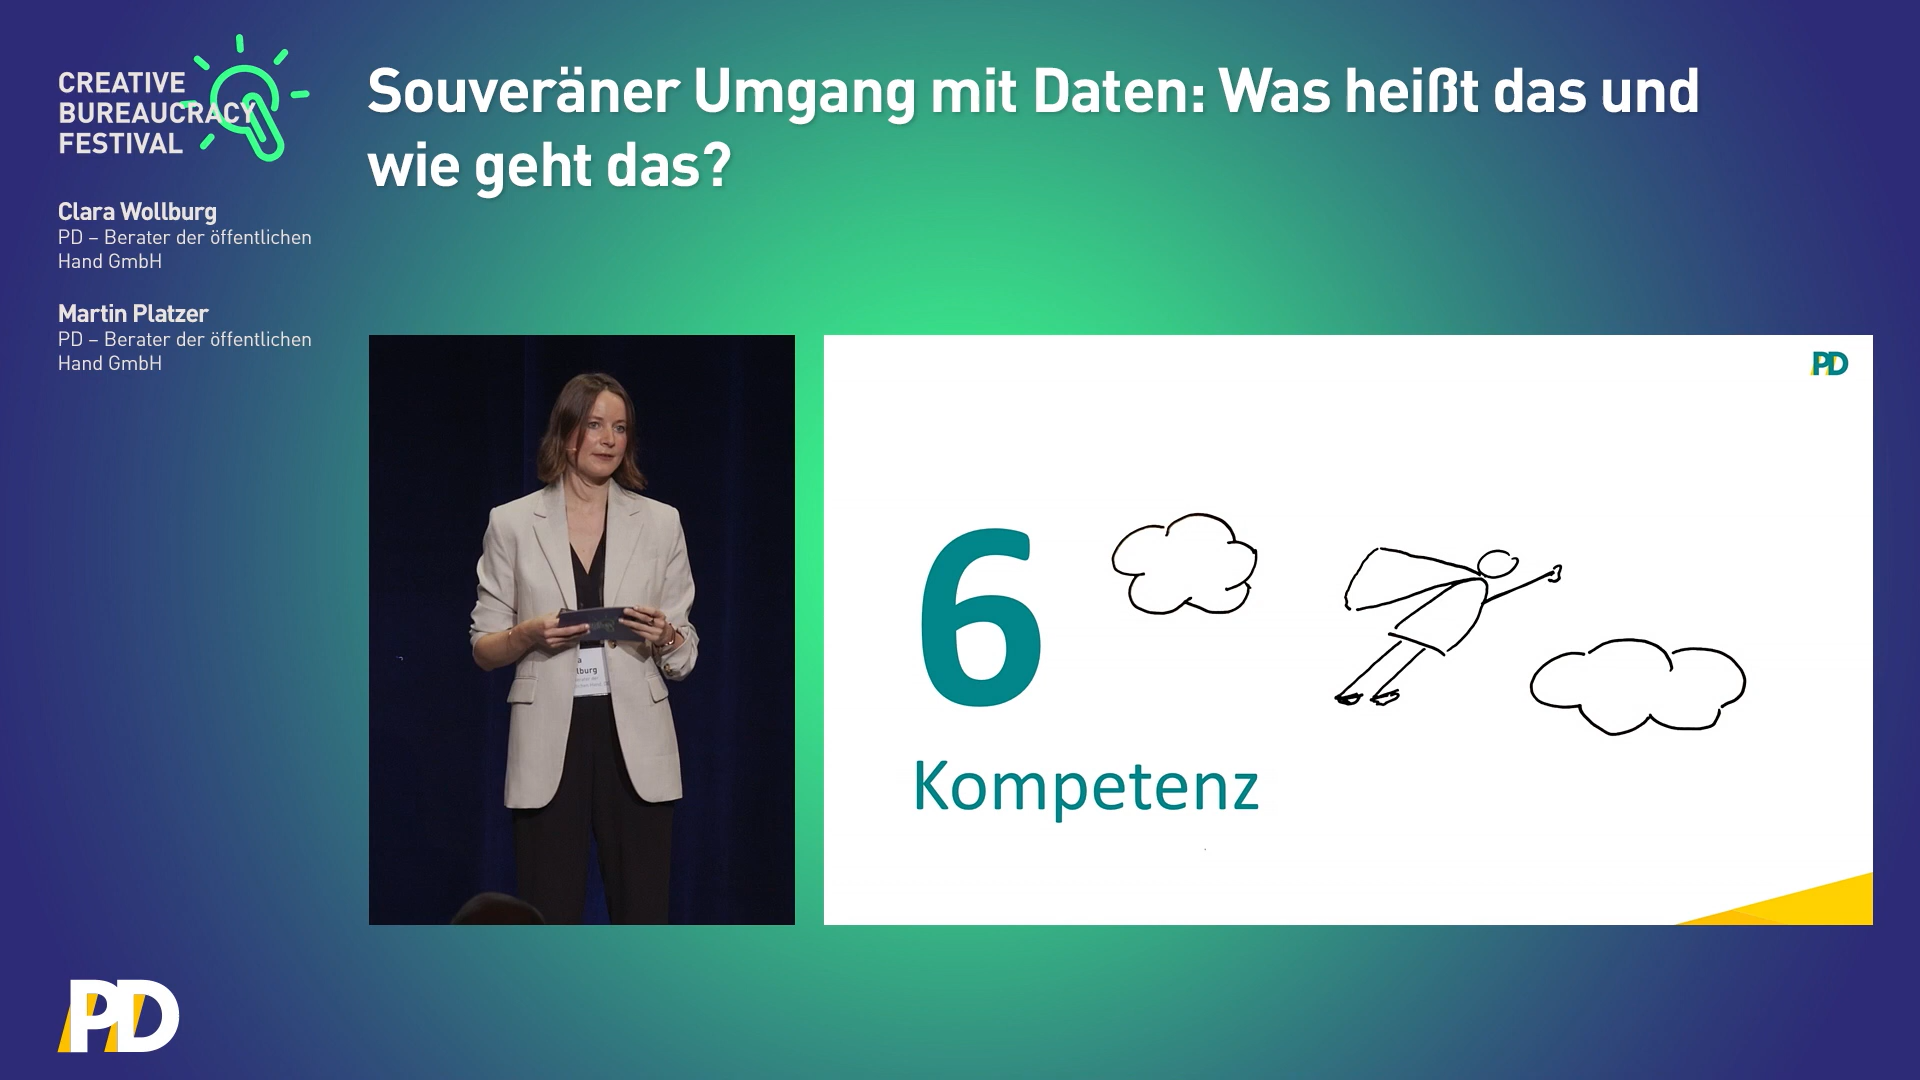 CREATIVE
BUREAUCRACY
FESTIVAL
Souveräner Umgang mit Daten: Was heißt das und
wie geht das?
Clara Wollburg
PD – Berater der öffentlichen
Hand GmbH
Martin Platzer
PD – Berater der öffentlichen
Hand GmbH
PD
6
Kompetenz
lburg
PD